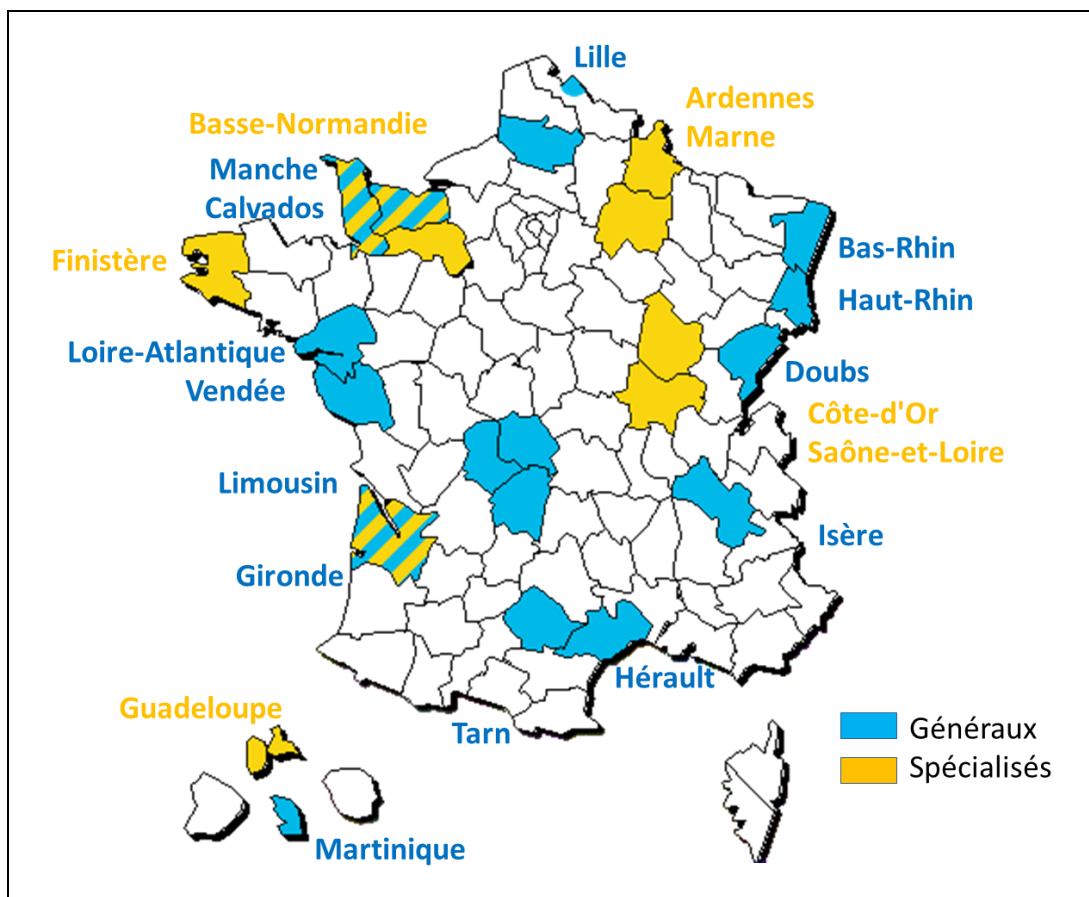 Lille
Ardennes
Marne
Basse-Normandie
Manche
Calvados
Finistère
Bas-Rhin
Haut-Rhin
Loire-Atlantique
Vendée
Doubs
Côte-d'Or
Saône-et-Loire
Limousin
Isère
Gironde
Hérault
Guadeloupe
Tarn
Généraux
Spécialisés
Martinique